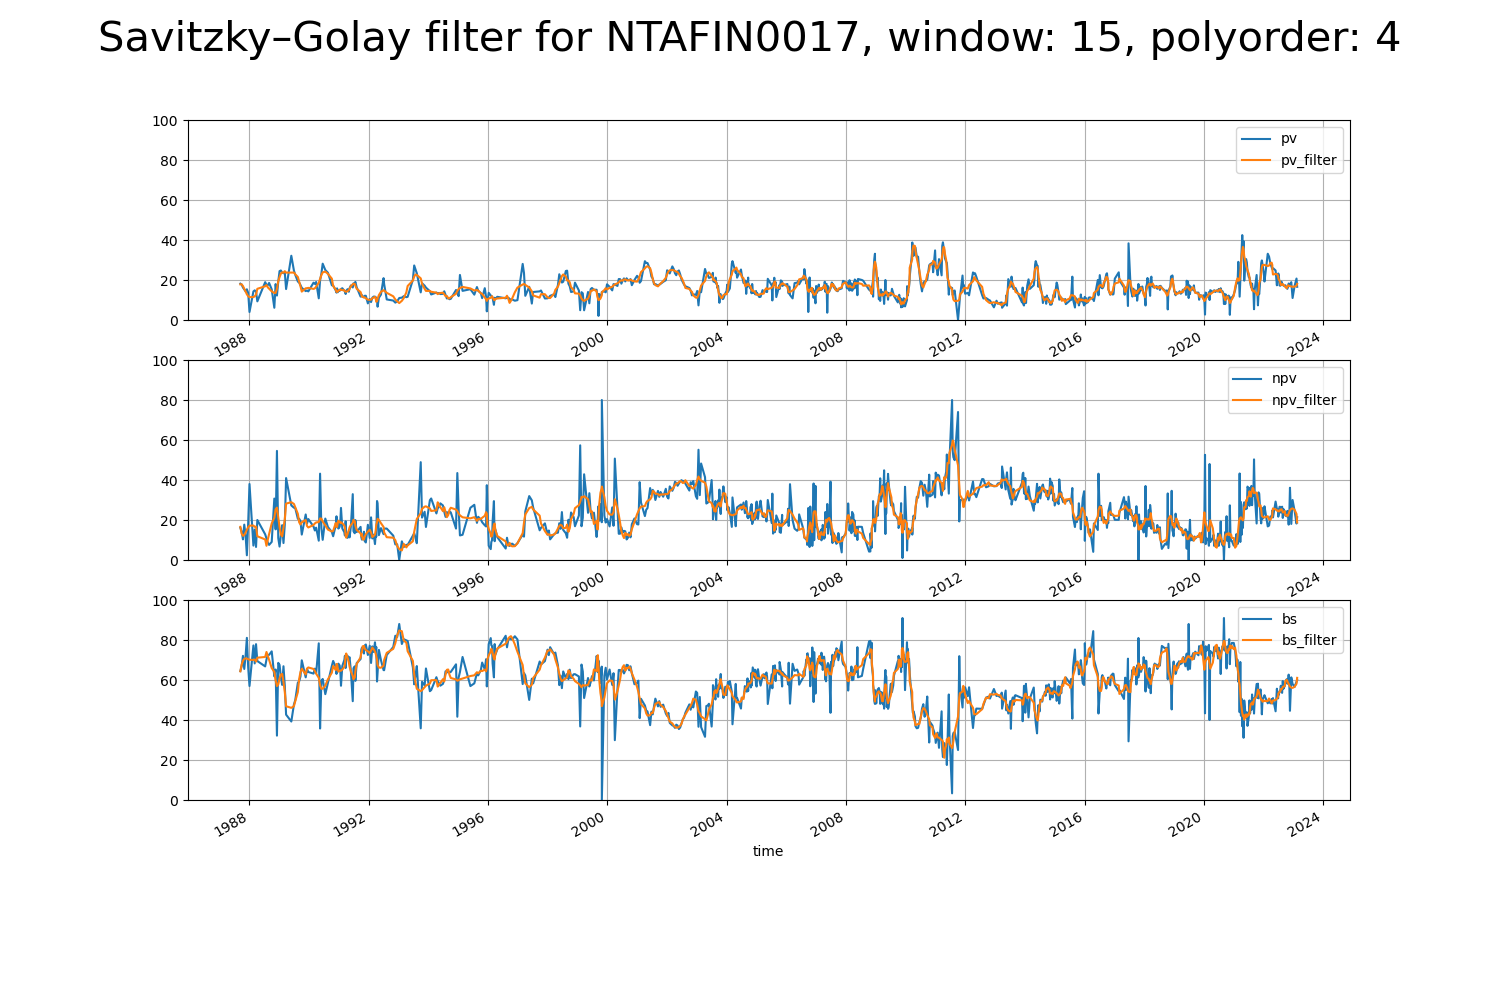 Savitzky–Golay filter for NTAFIN0017, window: 15, polyorder: 4
100
80
60
40
20
0
pv
pv_filter
1988 1992 1996 2000 2004 2008 2012 2016 2020 2024
100
80
60
40
20
0
npv
npv_filter
1988 1992 1996 2000 2004 2008 2012 2016 2020 2024
100
80
60
40
20
0
bs
bs_filter
1988 1992 1996 2000 2004 2008 2012 2016 2020 2024
time